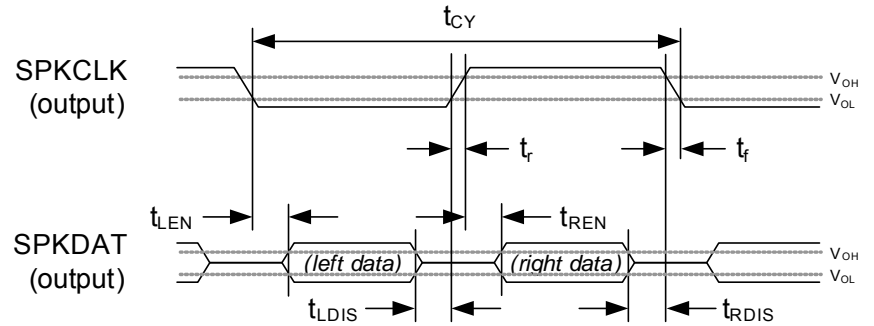 tCY
SPKCLK
(output)
VOH
VOL
tr
tf
tLEN
tREN
SPKDAT
(output)
(left data)
(right data)
VOH
VOL
tLDIS
tRDIS